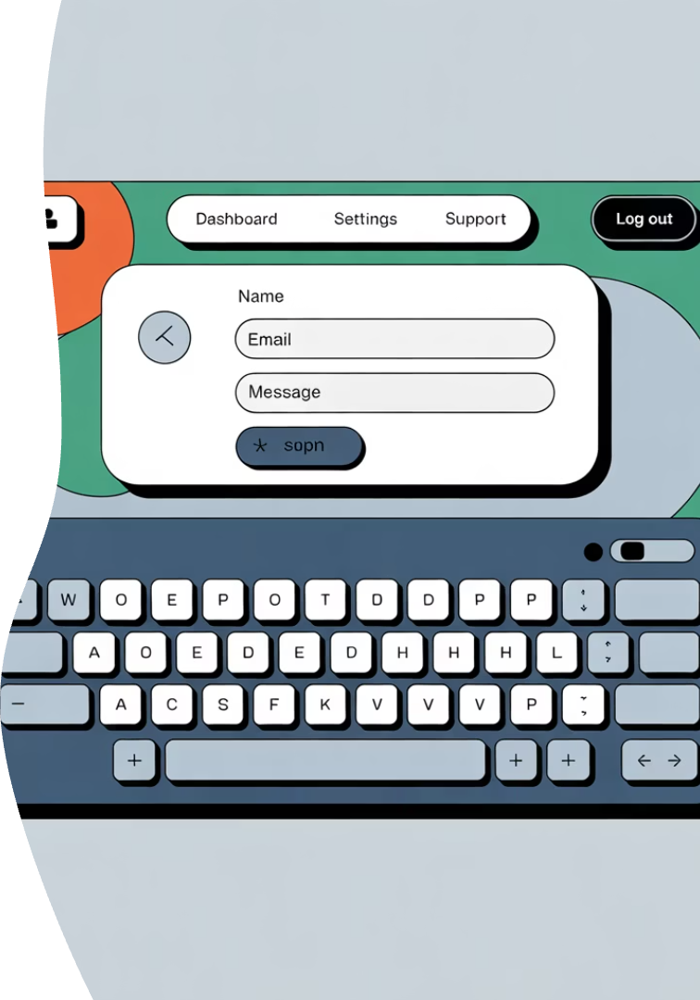 Dashboard Settings Support Log out
Name
Email
Message
* sopn
W O E P O T D D P P
A O E D E D H H H L
A C S F K V V V P
+ + +